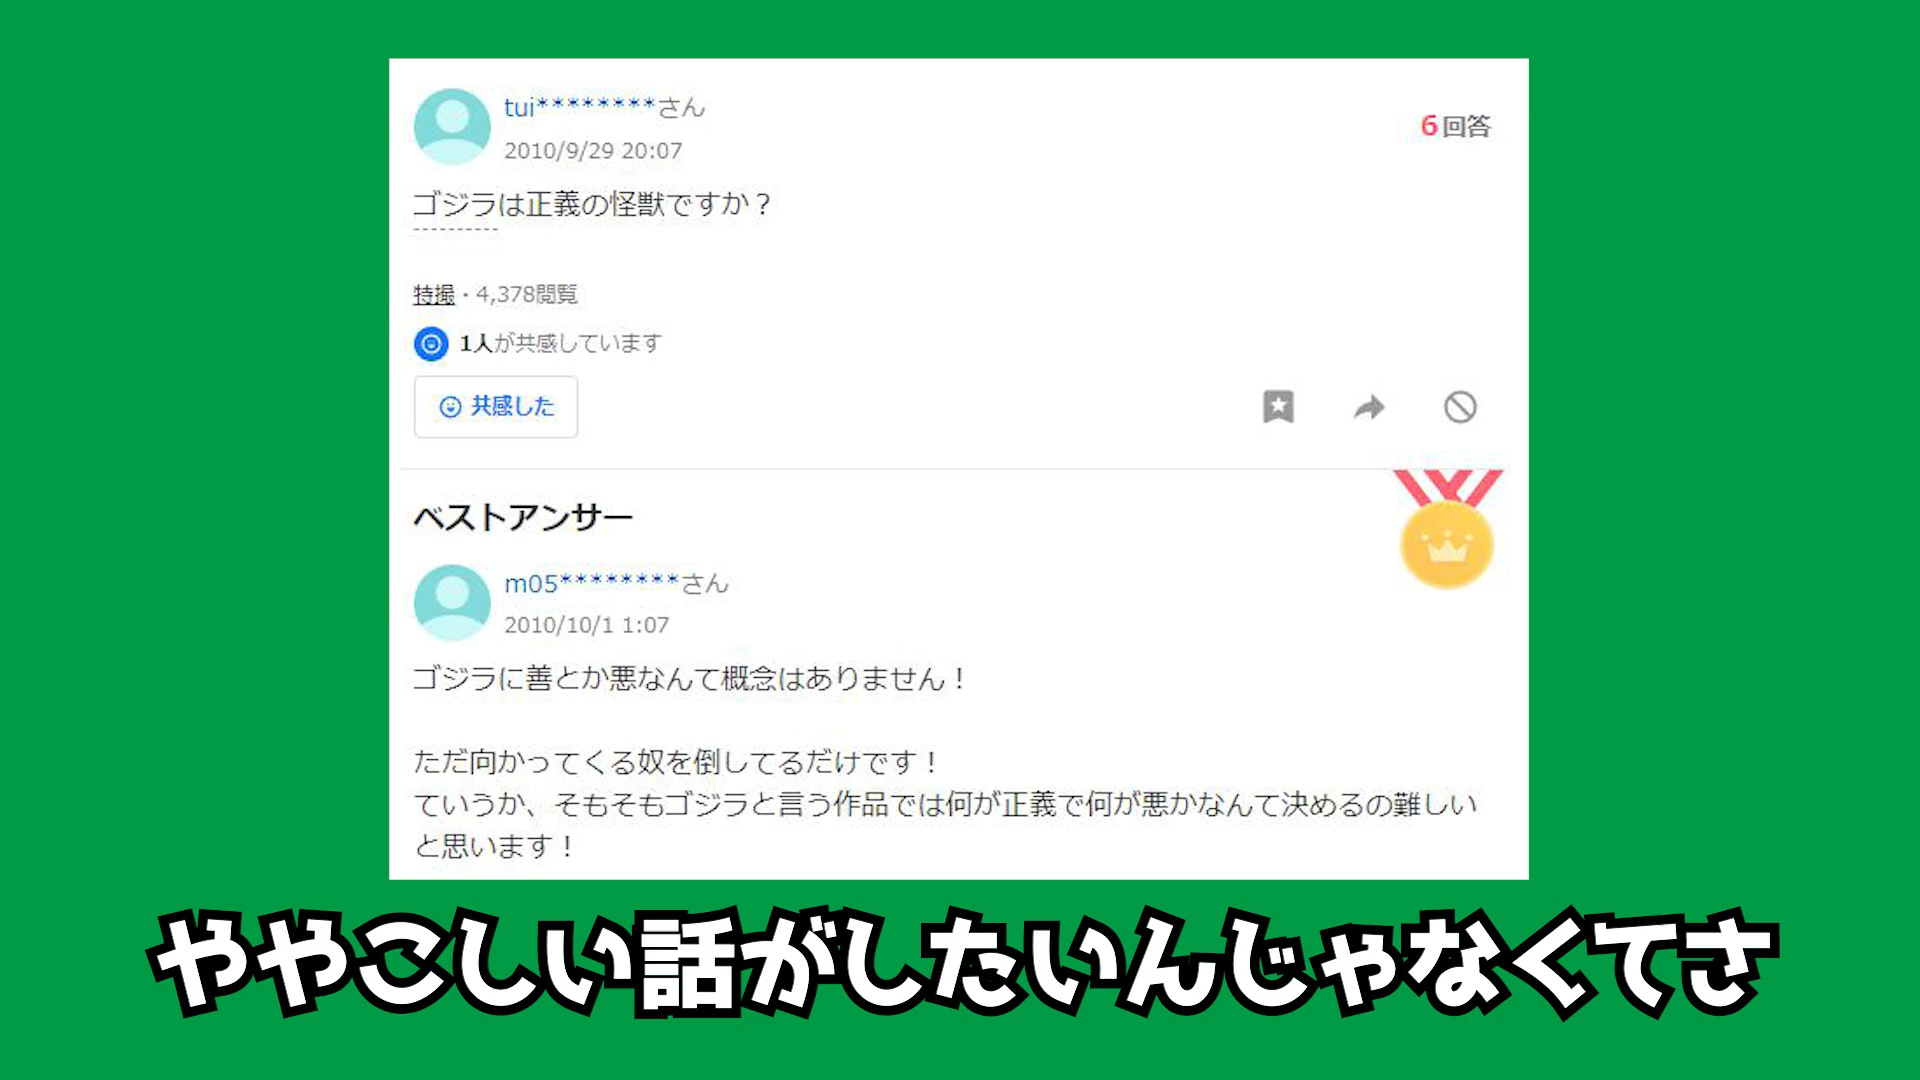 tui********さん
2010/9/29 20:07
6回答
ゴジラは正義の怪獣ですか？
特撮・4,378閲覧
1人が共感しています
共感した
ベストアンサー
m05********さん
2010/10/1 1:07
ゴジラに善とか悪なんて概念はありません！
ただ向かってくる奴を倒してるだけです！
ていうか、そもそもゴジラと言う作品では何が正義で何が悪かなんて決めるの難しい
と思います！
ややこしい話がしたいんじゃなくてさ